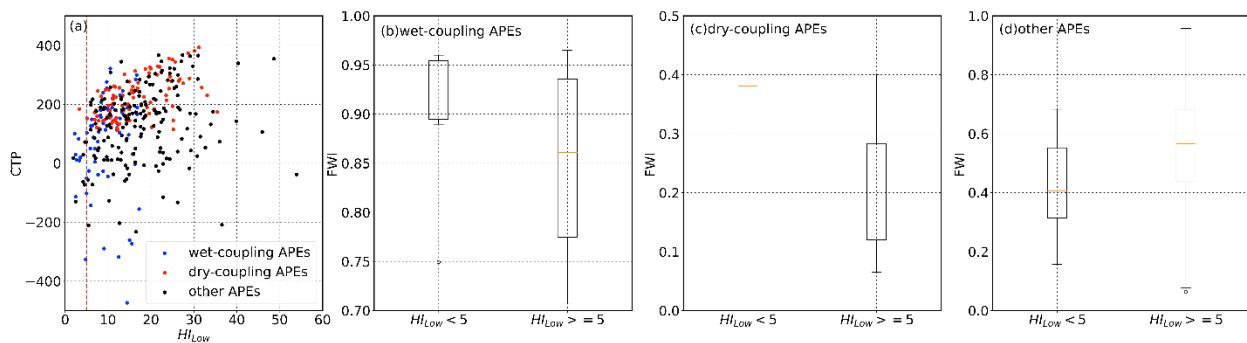 (a)
CTP
400
200
0
−200
−400
0 10 20 30 40 50 60
HI_Low
wet-coupling APEs
dry-coupling APEs
other APEs
(b)wet-coupling APEs
FWI
1.00
0.95
0.90
0.85
0.80
0.75
0.70
HI_Low < 5 HI_Low > = 5
(c)dry-coupling APEs
FWI
0.5
0.4
0.3
0.2
0.1
0.0
HI_Low < 5 HI_Low > = 5
(d)other APEs
FWI
1.0
0.8
0.6
0.4
0.2
0.0
HI_Low < 5 HI_Low > = 5